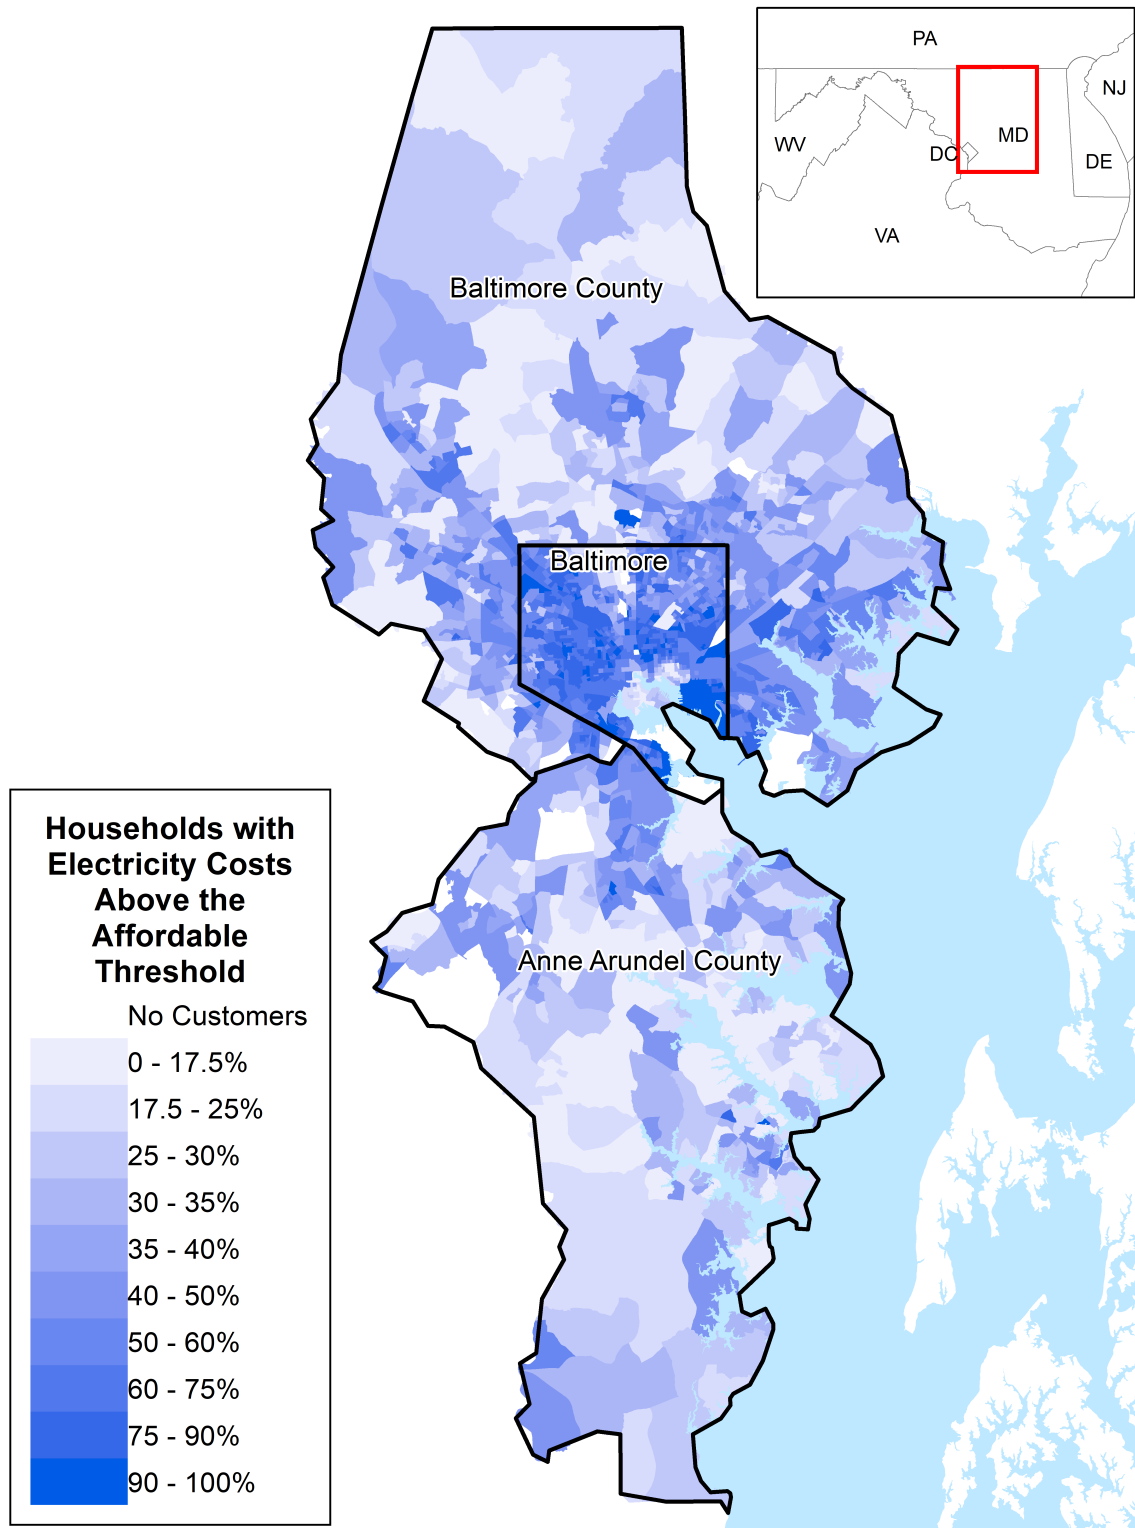 PA
NJ
MD
WV
DC
DE
VA
Baltimore County
Baltimore
Anne Arundel County
Households with
Electricity Costs
Above the
Affordable
Threshold
No Customers
0 - 17.5%
17.5 - 25%
25 - 30%
30 - 35%
35 - 40%
40 - 50%
50 - 60%
60 - 75%
75 - 90%
90 - 100%